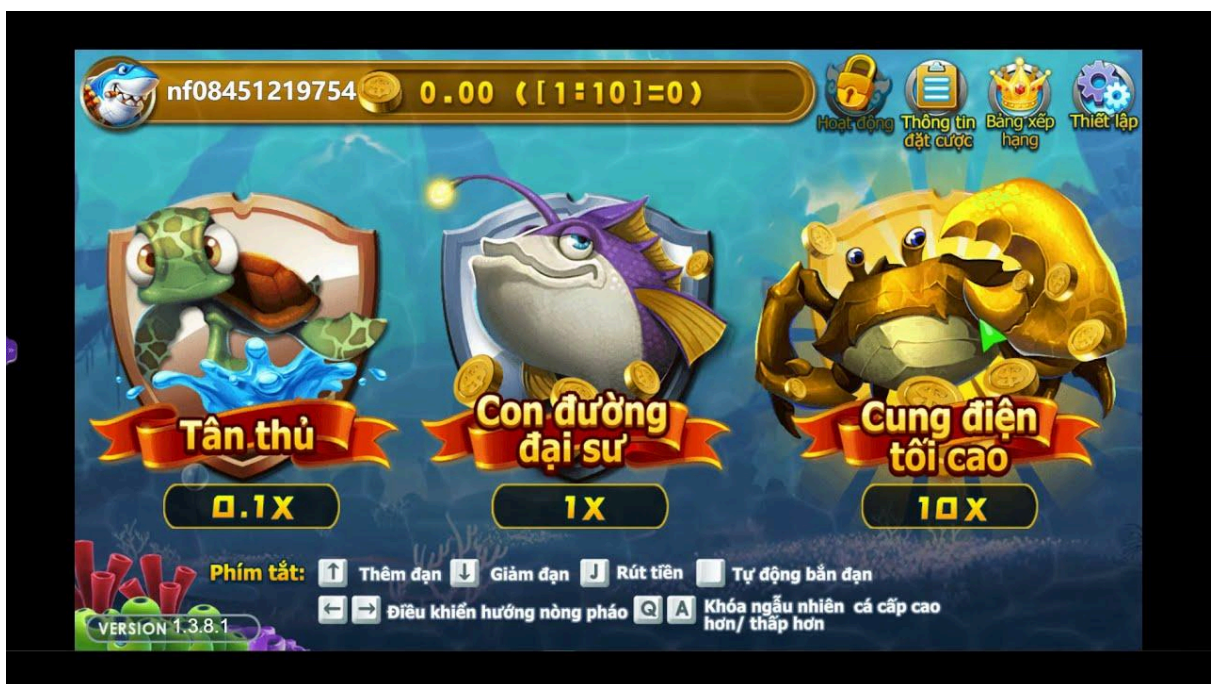 nf08451219754 0.00 ([1:10]=0)
Hoạt động
Thông tin
đặt cược
Bảng xếp
hạng
Thiết lập
Tân thủ
0.1X
Con đường
đại sư
1X
Cung điện
tối cao
10X
Phím tắt: ↑ Thêm đạn ↓ Giảm đạn J Rút tiền Tự động bắn đạn
← → Điều khiển hướng nòng pháo Q A Khóa ngẫu nhiên cá cấp cao
hơn/ thấp hơn
VERSION 1.3.8.1